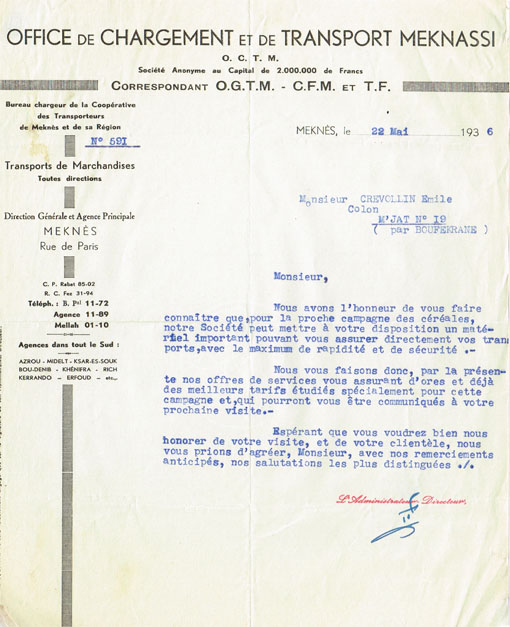 OFFICE DE CHARGEMENT ET DE TRANSPORT MEKNASSI
O. C. T. M.
Société Anonyme au Capital de 2.000.000 de Francs
CORRESPONDANT O.G.T.M. - C.F.M. ET T.F.
Bureau chargeur de la Coopérative
des Transporteurs
de Meknès et de sa Région
N° 591
Transports de Marchandises
Toutes directions
Direction Générale et Agence Principale
MEKNÈS
Rue de Paris
C. P. Rabat 85-02
R. C. Fez 31-94
Téléph. : B. Pal 11-72
Agence 11-89
Mellah 01-10
Agences dans tout le Sud :
AZROU - MIDELT - KSAR-ES-SOUK
BOU-DENIB - KHÉNIFRA - RICH
KERRANDO - ERFOUD - etc...
MEKNÈS, le 22 Mai 1936
Monsieur CREVOLLIN Emile
Colon
M'JAT N° 19
( par BOUFEKRANE )
Monsieur,
Nous avons l'honneur de vous faire
connaître que,pour la proche campagne des céréales,
notre Société peut mettre à votre disposition un maté-
riel important pouvant vous assurer directement vos tran
ports,avec le maximum de rapidité et de sécurité .-
Nous vous faisons donc, par la présen-
te nos offres de services vous assurant d'ores et déjà
des meilleurs tarifs étudiés spécialement pour cette
campagne et,qui pourront vous être communiqués à votre
prochaine visite.-
Espérant que vous voudrez bien nous
honorer de votre visite, et de votre clientèle, nous
vous prions d'agréer, Monsieur, avec nos remerciements
anticipés, nos salutations les plus distinguées ./.
L'Administrateur Directeur,